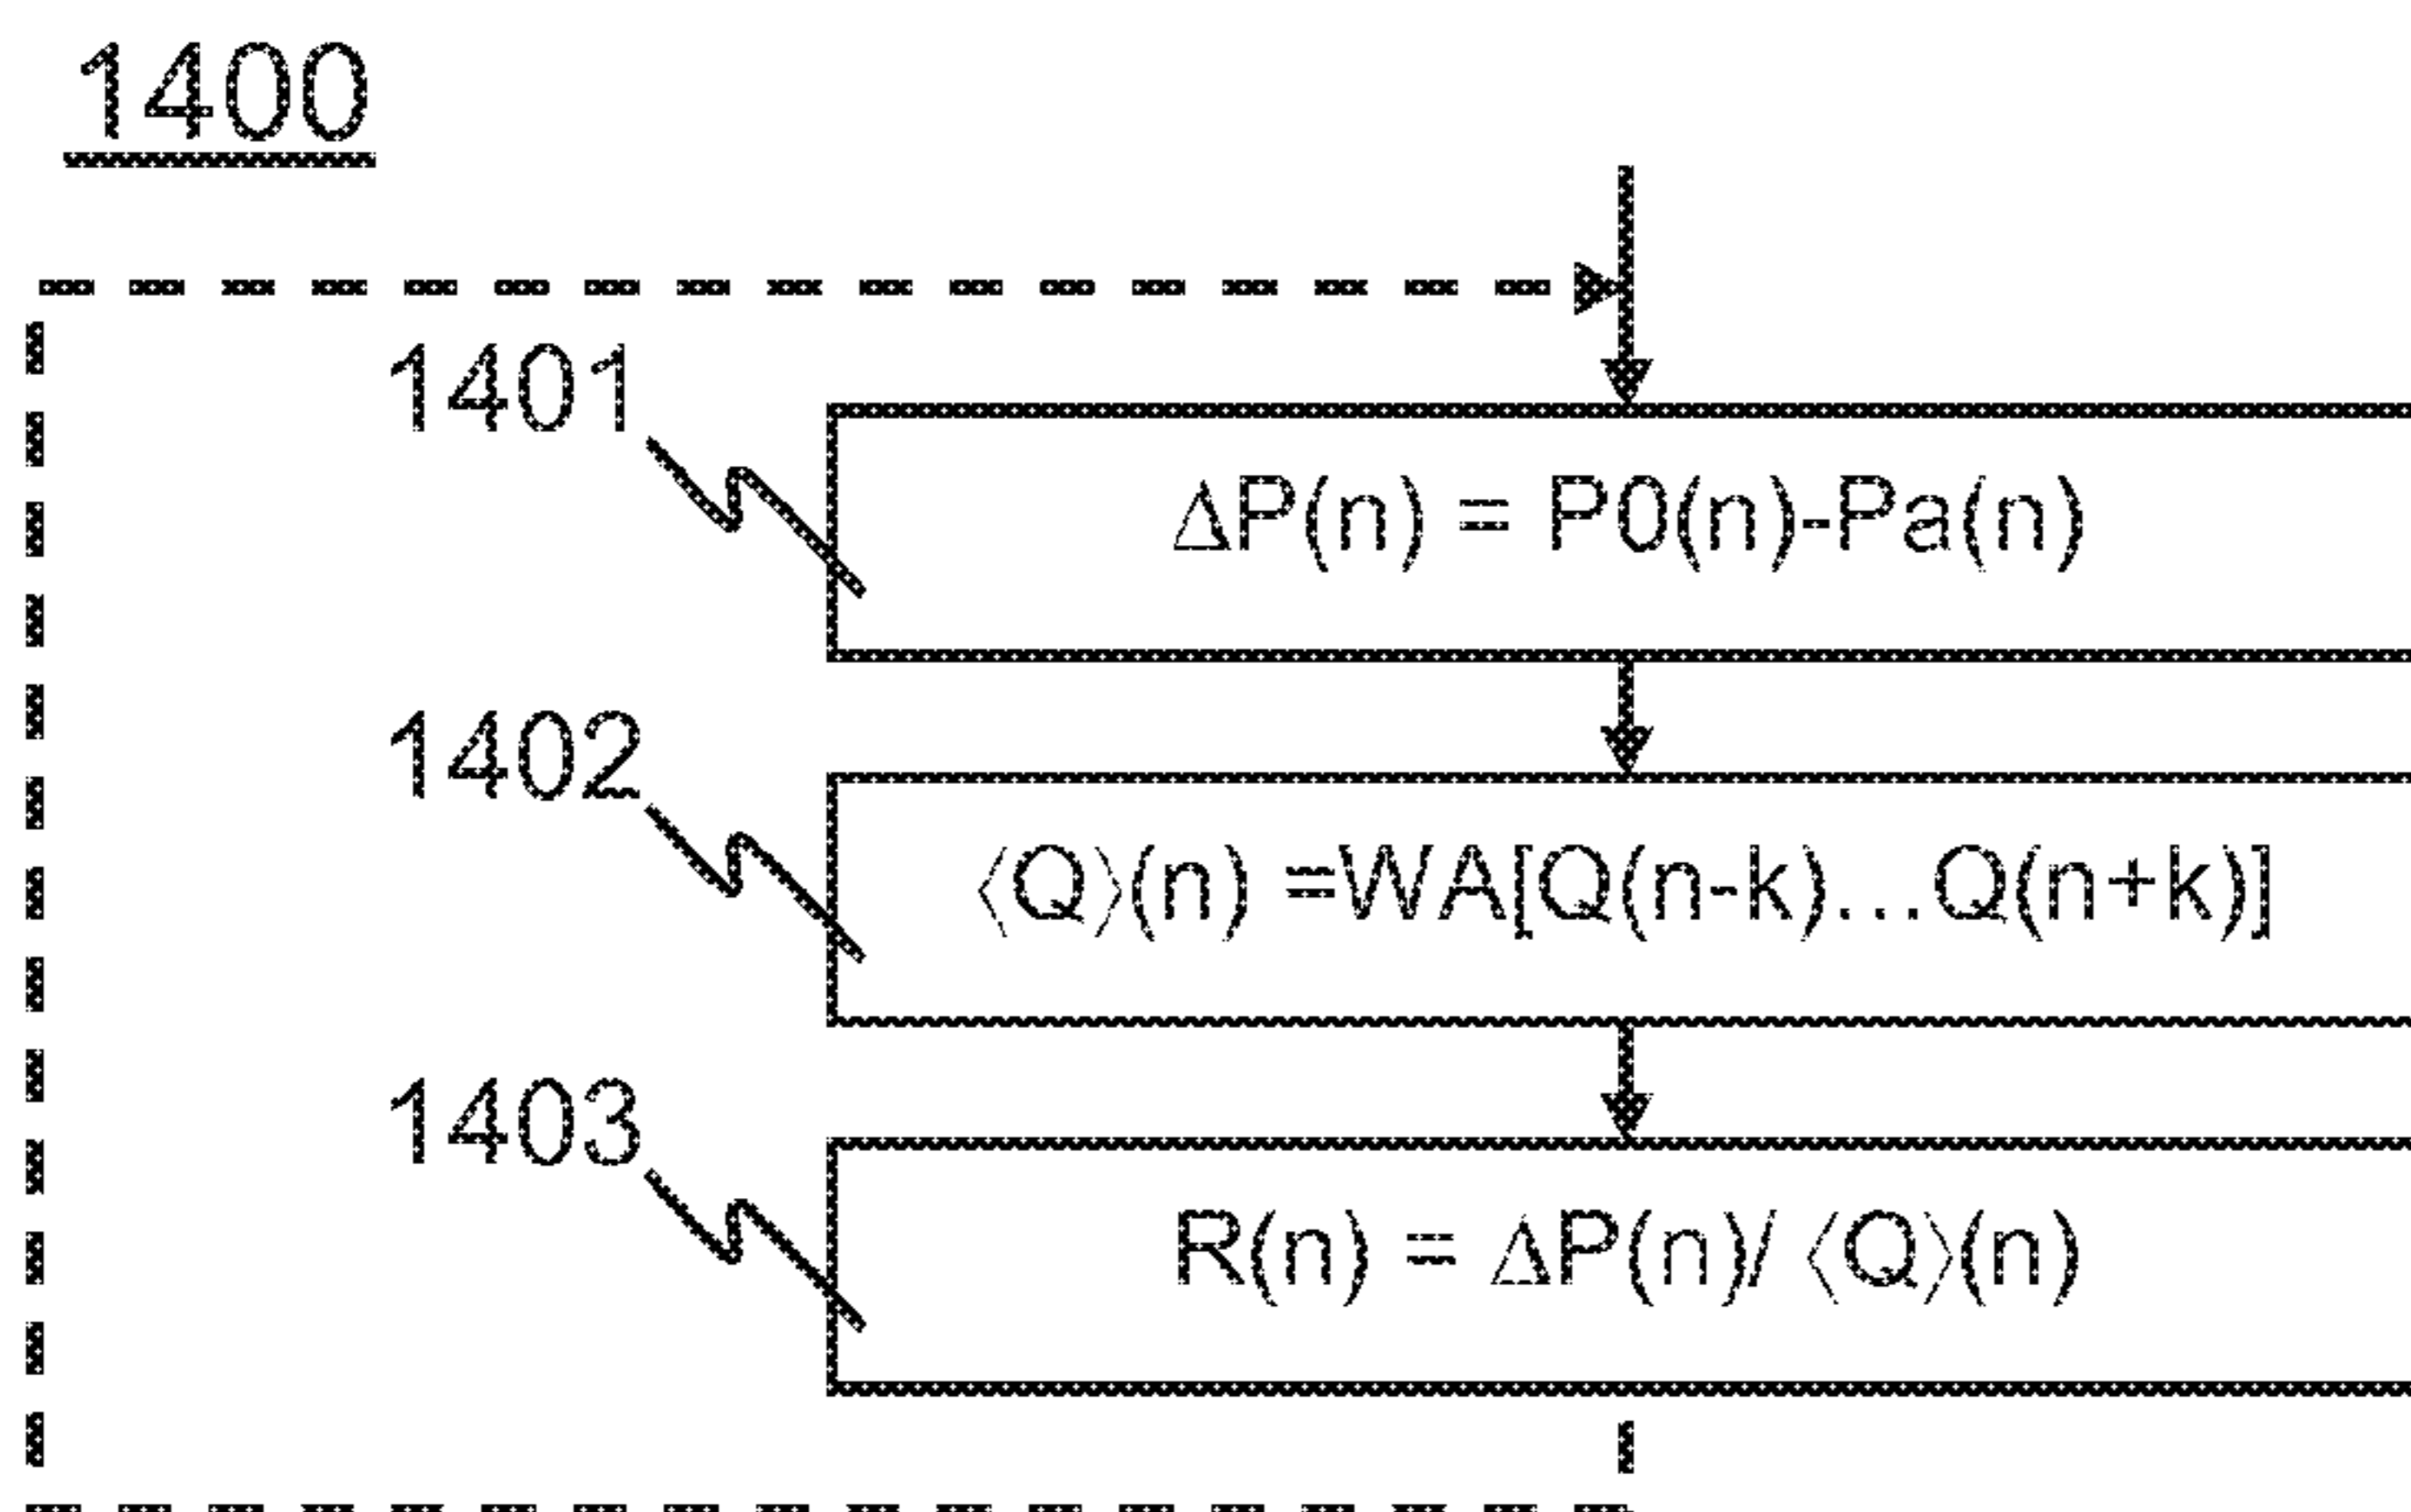 1400
1401
ΔP(n) = P0(n)-Pa(n)
1402
⟨Q⟩(n) =WA[Q(n-k)...Q(n+k)]
1403
R(n) = ΔP(n)/ ⟨Q⟩(n)